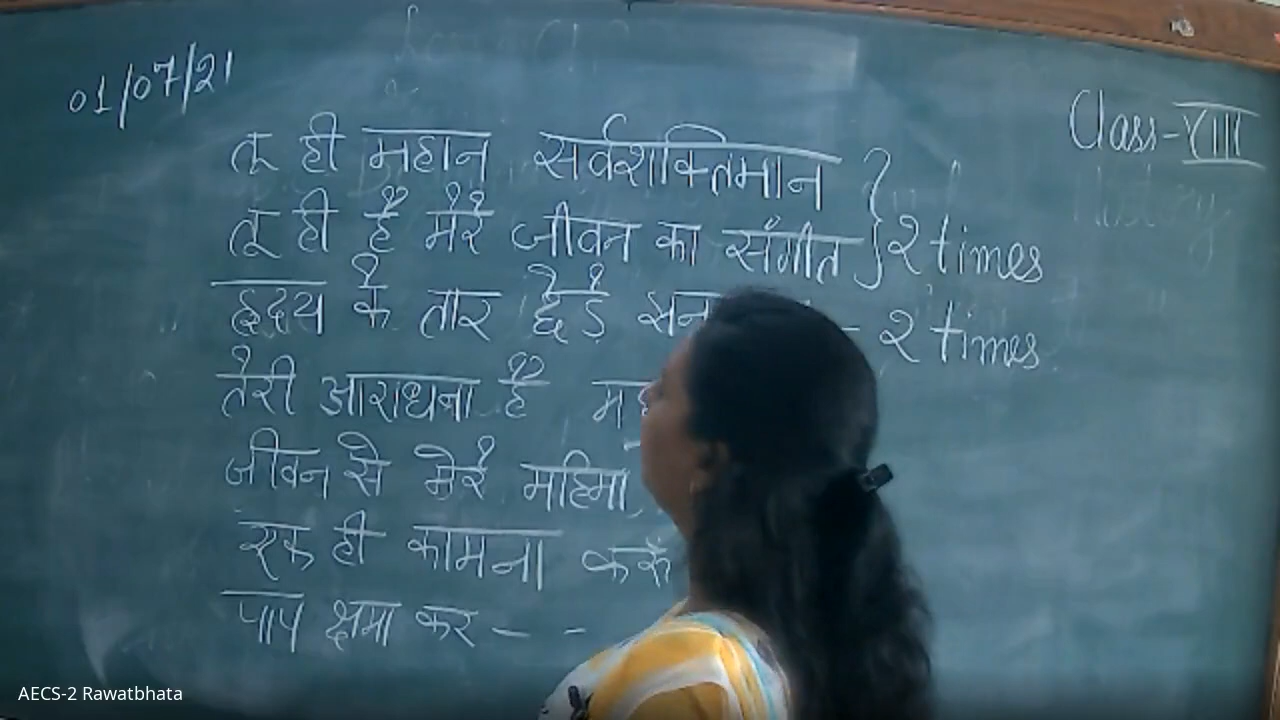 01/07/21
Class-VIII
तू ही महान सर्वशक्तिमान
तू ही है मेरे जीवन का सँगीत } 2 times
हृदय के तार छेड़े - 2 times
तेरी आराधना है
जीवन से मेरे महिमा
एक ही कामना करूँ
पाप क्षमा कर - -
AECS-2 Rawatbhata